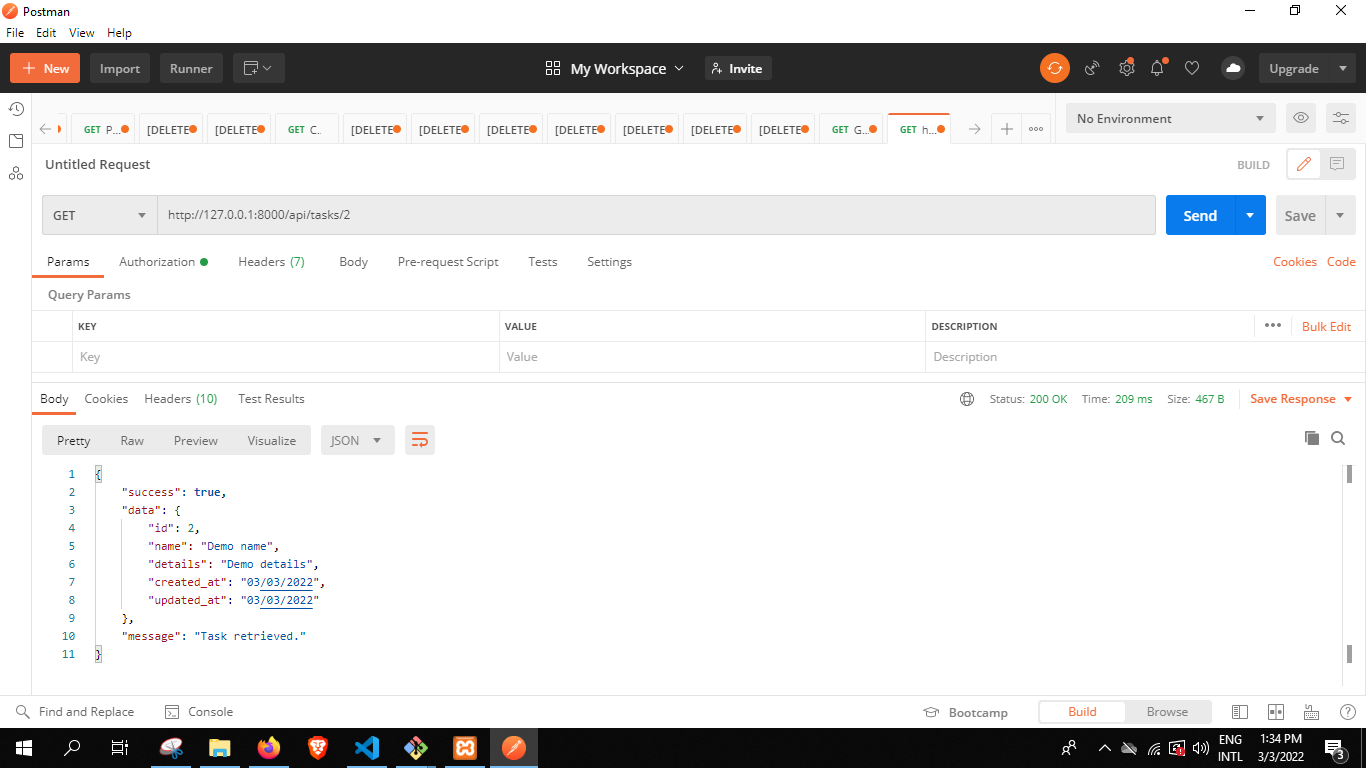 Postman
File Edit View Help
New Import Runner My Workspace Invite Upgrade
GET P... [DELETE [DELETE GET C.. [DELETE [DELETE [DELETE [DELETE [DELETE [DELETE [DELETE GET G... GET h... No Environment
Untitled Request BUILD
GET http://127.0.0.1:8000/api/tasks/2 Send Save
Params Authorization Headers (7) Body Pre-request Script Tests Settings Cookies Code
Query Params
KEY VALUE DESCRIPTION Bulk Edit
Key Value Description
Body Cookies Headers (10) Test Results Status: 200 OK Time: 209 ms Size: 467 B Save Response
Pretty Raw Preview Visualize JSON
1 {
2 "success": true,
3 "data": {
4 "id": 2,
5 "name": "Demo name",
6 "details": "Demo details",
7 "created_at": "03/03/2022",
8 "updated_at": "03/03/2022"
9 },
10 "message": "Task retrieved."
11 }
Find and Replace Console Bootcamp Build Browse
ENG 1:34 PM
INTL 3/3/2022 3